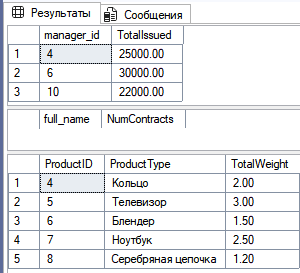 Результаты Сообщения
manager_id TotalIssued
1 4 25000.00
2 6 30000.00
3 10 22000.00
full_name NumContracts
ProductID ProductType TotalWeight
1 4 Кольцо 2.00
2 5 Телевизор 3.00
3 6 Блендер 1.50
4 7 Ноутбук 2.50
5 8 Серебряная цепочка 1.20